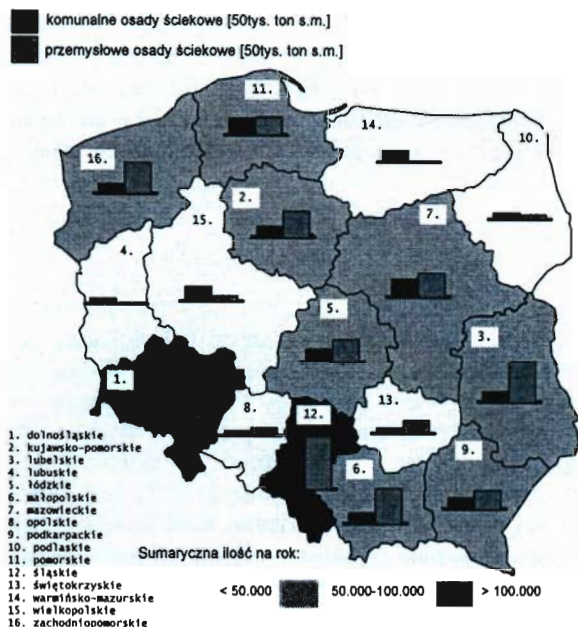 komunalne osady ściekowe [50tys. ton s.m.]
przemysłowe osady ściekowe [50tys. ton s.m.]
11.
14.
10.
16.
2.
7.
15.
4.
5.
3.
1.
8.
12.
13.
6.
9.
1. dolnośląskie
2. kujawsko-pomorskie
3. lubelskie
4. lubuskie
5. łódzkie
6. małopolskie
7. mazowieckie
8. opolskie
9. podkarpackie
10. podlaskie
11. pomorskie
12. śląskie
13. świętokrzyskie
14. warmińsko-mazurskie
15. wielkopolskie
16. zachodniopomorskie
Sumaryczna ilość na rok:
< 50.000 50.000-100.000 > 100.000